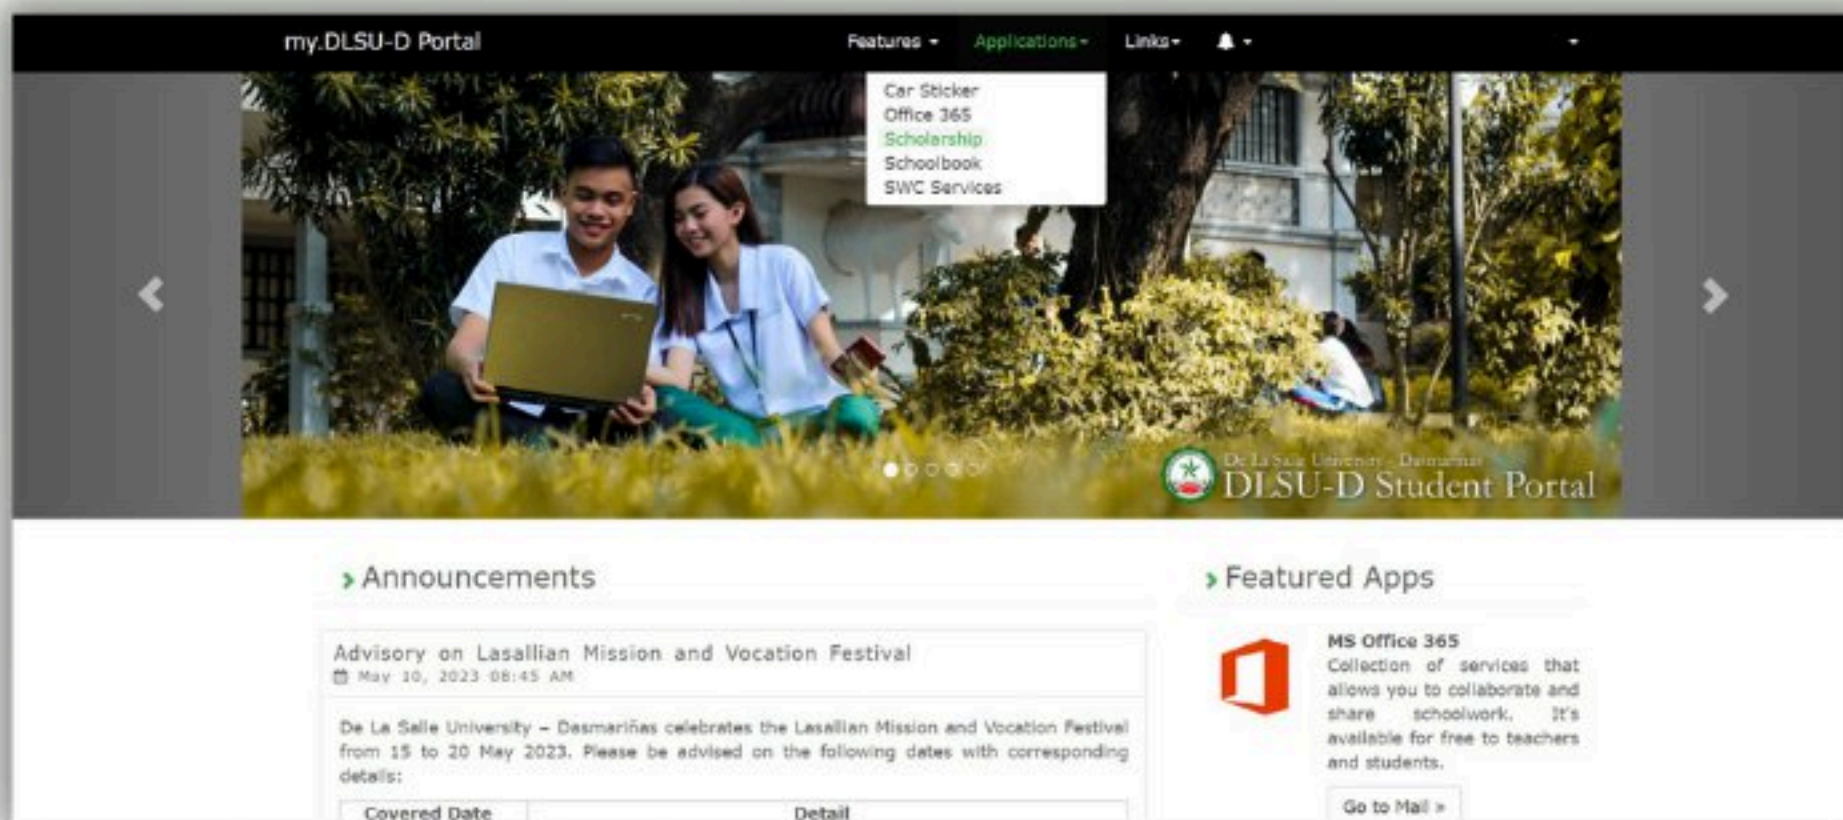 my.DLSU-D Portal
Features
Applications
Links
Car Sticker
Office 365
Scholarship
Schoolbook
SWC Services
De La Salle University - Dasmariñas
DLSU-D Student Portal
Announcements
Advisory on Lasallian Mission and Vocation Festival
May 10, 2023 08:45 AM
De La Salle University – Dasmariñas celebrates the Lasallian Mission and Vocation Festival
from 15 to 20 May 2023. Please be advised on the following dates with corresponding
details:
Covered Date
Detail
Featured Apps
MS Office 365
Collection of services that
allows you to collaborate and
share schoolwork. It's
available for free to teachers
and students.
Go to Mail »